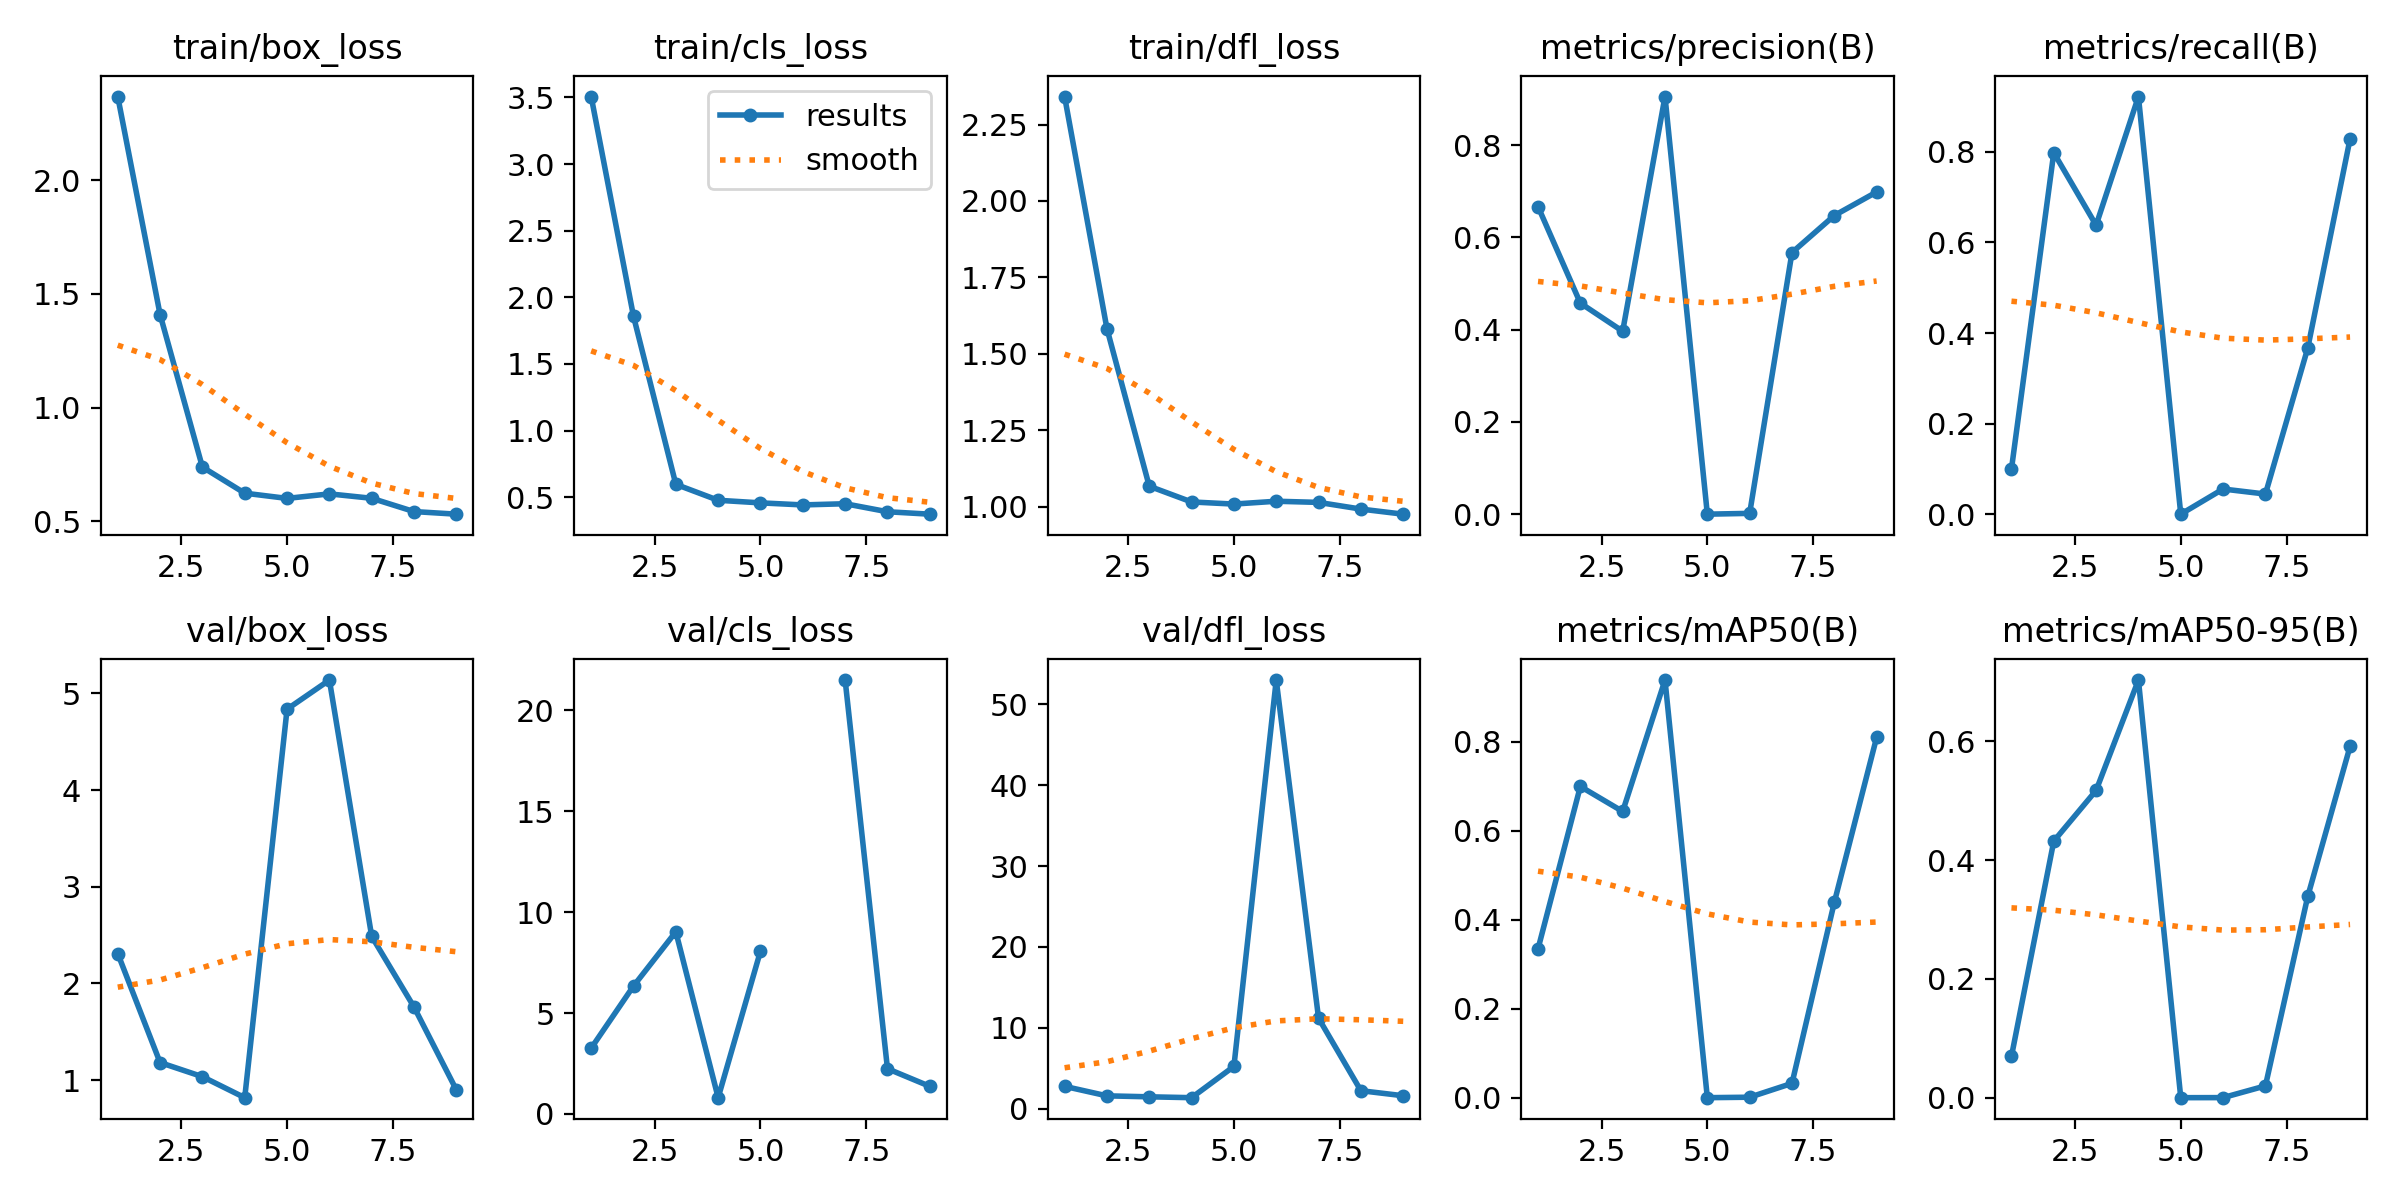 train/box_loss
train/cls_loss
train/dfl_loss
metrics/precision(B)
metrics/recall(B)
2.0
1.5
1.0
0.5
2.5 5.0 7.5
3.5
3.0
2.5
2.0
1.5
1.0
0.5
2.5 5.0 7.5
results
smooth
2.25
2.00
1.75
1.50
1.25
1.00
2.5 5.0 7.5
0.8
0.6
0.4
0.2
0.0
2.5 5.0 7.5
0.8
0.6
0.4
0.2
0.0
2.5 5.0 7.5
val/box_loss
val/cls_loss
val/dfl_loss
metrics/mAP50(B)
metrics/mAP50-95(B)
5
4
3
2
1
2.5 5.0 7.5
20
15
10
5
0
2.5 5.0 7.5
50
40
30
20
10
0
2.5 5.0 7.5
0.8
0.6
0.4
0.2
0.0
2.5 5.0 7.5
0.6
0.4
0.2
0.0
2.5 5.0 7.5